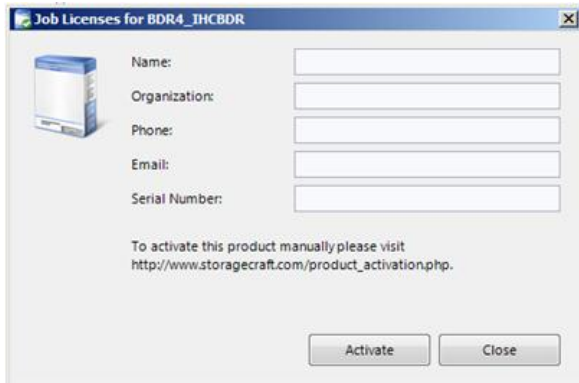 Job Licenses for BDR4_IHCBDR
Name:
Organization:
Phone:
Email:
Serial Number:
To activate this product manually please visit
http://www.storagecraft.com/product_activation.php.
Activate Close